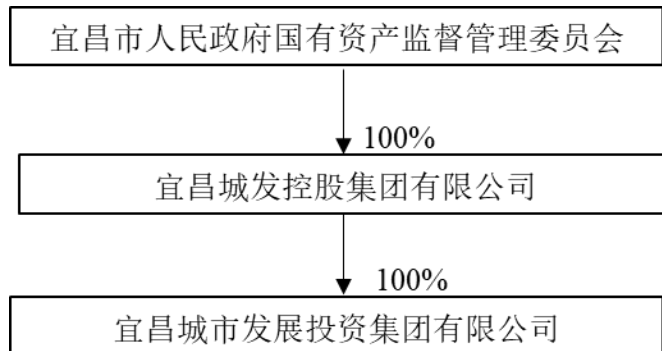 宜昌市人民政府国有资产监督管理委员会
100%
宜昌城发控股集团有限公司
100%
宜昌城市发展投资集团有限公司